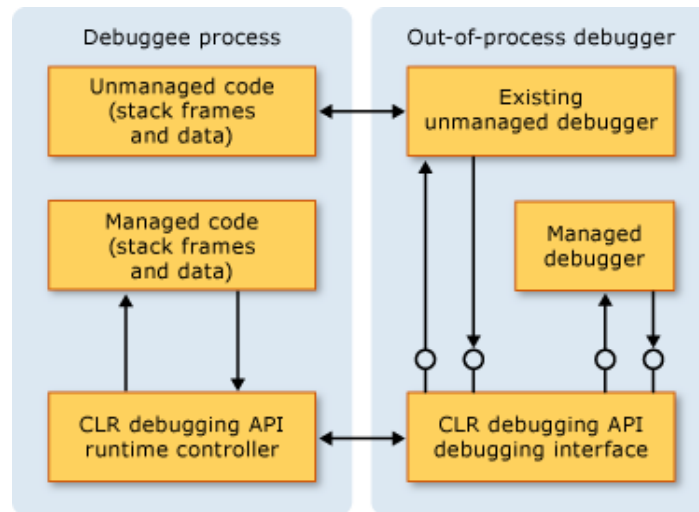 Debuggee process
Unmanaged code
(stack frames
and data)
Managed code
(stack frames
and data)
CLR debugging API
runtime controller
Out-of-process debugger
Existing
unmanaged debugger
Managed
debugger
CLR debugging API
debugging interface